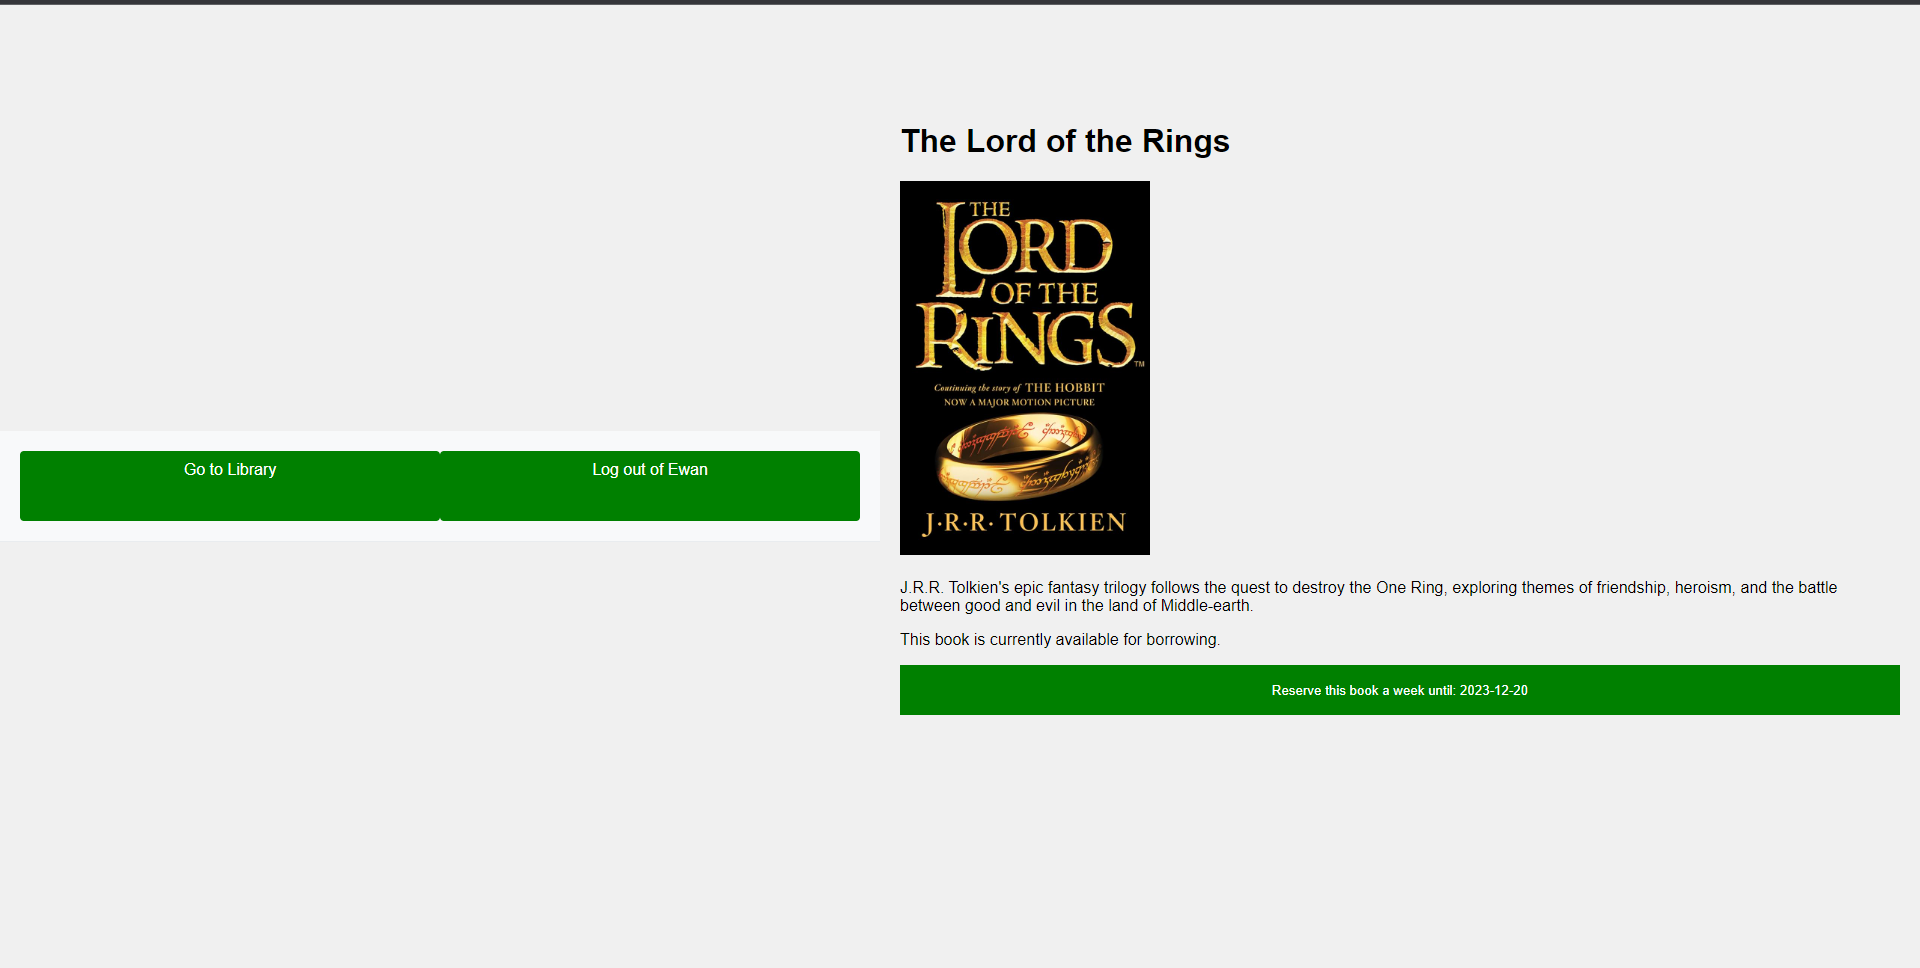 The Lord of the Rings
THE
LORD
OF THE
RINGS™
Continuing the story of THE HOBBIT
NOW A MAJOR MOTION PICTURE
J·R·R·TOLKIEN
Go to Library
Log out of Ewan
J.R.R. Tolkien's epic fantasy trilogy follows the quest to destroy the One Ring, exploring themes of friendship, heroism, and the battle
between good and evil in the land of Middle-earth.
This book is currently available for borrowing.
Reserve this book a week until: 2023-12-20